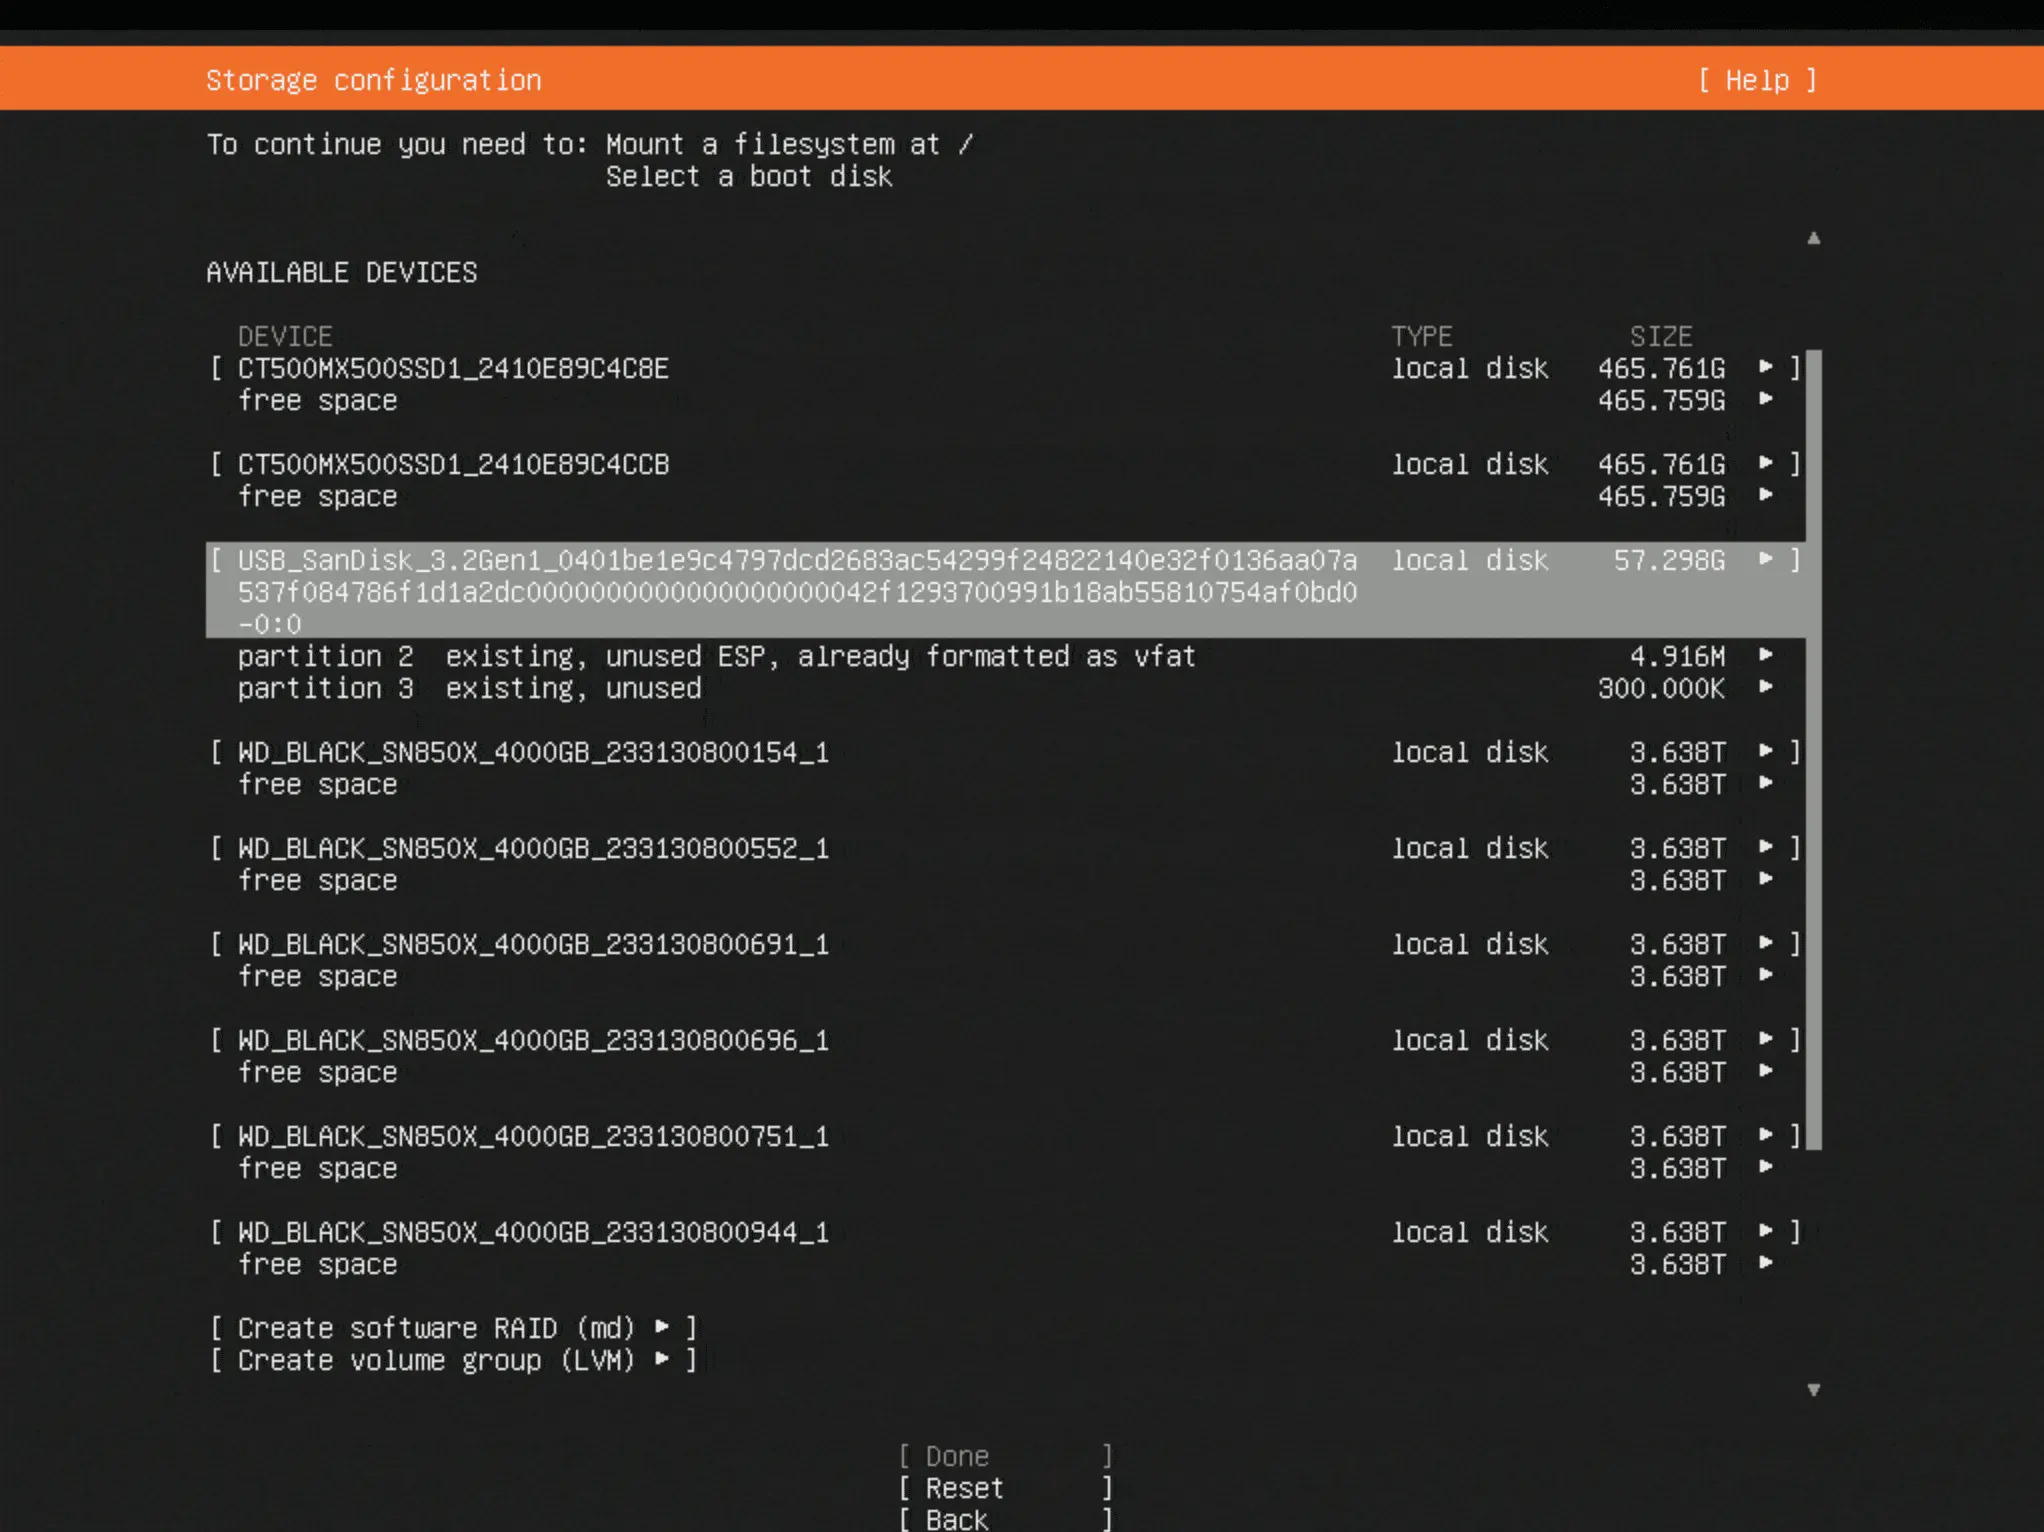 Storage configuration [ Help ]
To continue you need to: Mount a filesystem at /
Select a boot disk
▲
AVAILABLE DEVICES
DEVICE TYPE SIZE
[ CT500MX500SSD1_2410E89C4C8E local disk 465.761G ▶ ]
free space 465.759G ▶
[ CT500MX500SSD1_2410E89C4CCB local disk 465.761G ▶ ]
free space 465.759G ▶
[ USB_SanDisk_3.2Gen1_0401be1e9c4797dcd2683ac54299f24822140e32f0136aa07a local disk 57.298G ▶ ]
537f084786f1d1a2dc00000000000000000000042f1293700991b18ab55810754af0bd0
-0:0
partition 2 existing, unused ESP, already formatted as vfat 4.916M ▶
partition 3 existing, unused 300.000K ▶
[ WD_BLACK_SN850X_4000GB_233130800154_1 local disk 3.638T ▶ ]
free space 3.638T ▶
[ WD_BLACK_SN850X_4000GB_233130800552_1 local disk 3.638T ▶ ]
free space 3.638T ▶
[ WD_BLACK_SN850X_4000GB_233130800691_1 local disk 3.638T ▶ ]
free space 3.638T ▶
[ WD_BLACK_SN850X_4000GB_233130800696_1 local disk 3.638T ▶ ]
free space 3.638T ▶
[ WD_BLACK_SN850X_4000GB_233130800751_1 local disk 3.638T ▶ ]
free space 3.638T ▶
[ WD_BLACK_SN850X_4000GB_233130800944_1 local disk 3.638T ▶ ]
free space 3.638T ▶
[ Create software RAID (md) ▶ ]
[ Create volume group (LVM) ▶ ]
▼
[ Done ]
[ Reset ]
[ Back ]